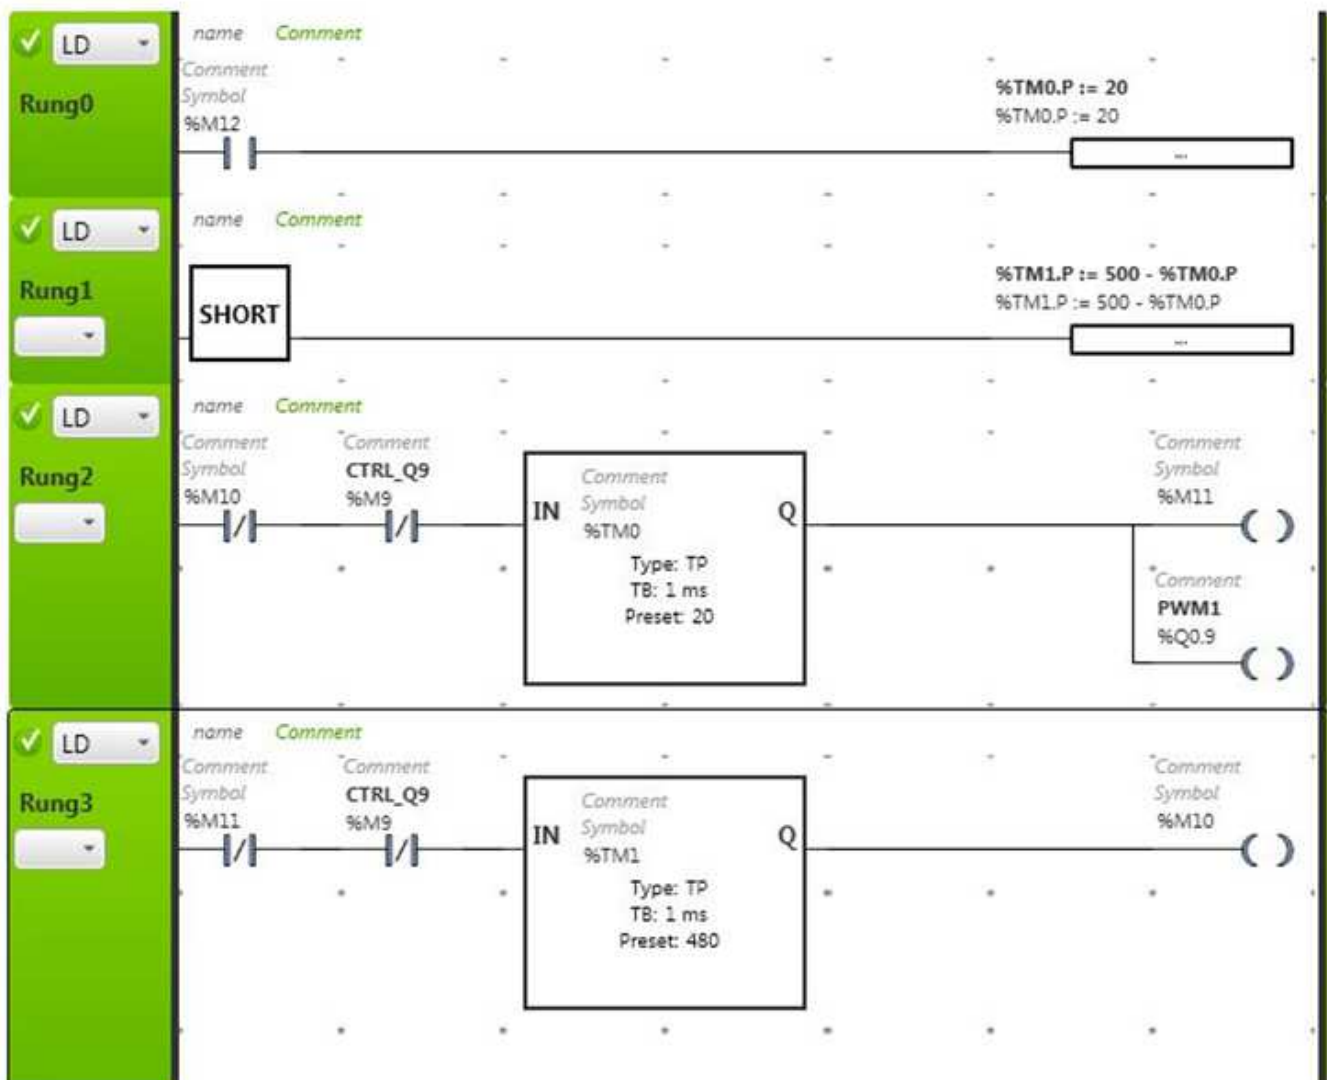 LD
name Comment
Comment
Symbol
%M12
Rung0
%TM0.P := 20
%TM0.P := 20
...
LD
name Comment
Rung1
SHORT
%TM1.P := 500 - %TM0.P
%TM1.P := 500 - %TM0.P
...
LD
name Comment
Rung2
Comment
Symbol
%M10
Comment
CTRL_Q9
%M9
IN
Comment
Symbol
%TM0
Q
Type: TP
TB: 1 ms
Preset: 20
Comment
Symbol
%M11
Comment
PWM1
%Q0.9
LD
name Comment
Rung3
Comment
Symbol
%M11
Comment
CTRL_Q9
%M9
IN
Comment
Symbol
%TM1
Q
Type: TP
TB: 1 ms
Preset: 480
Comment
Symbol
%M10